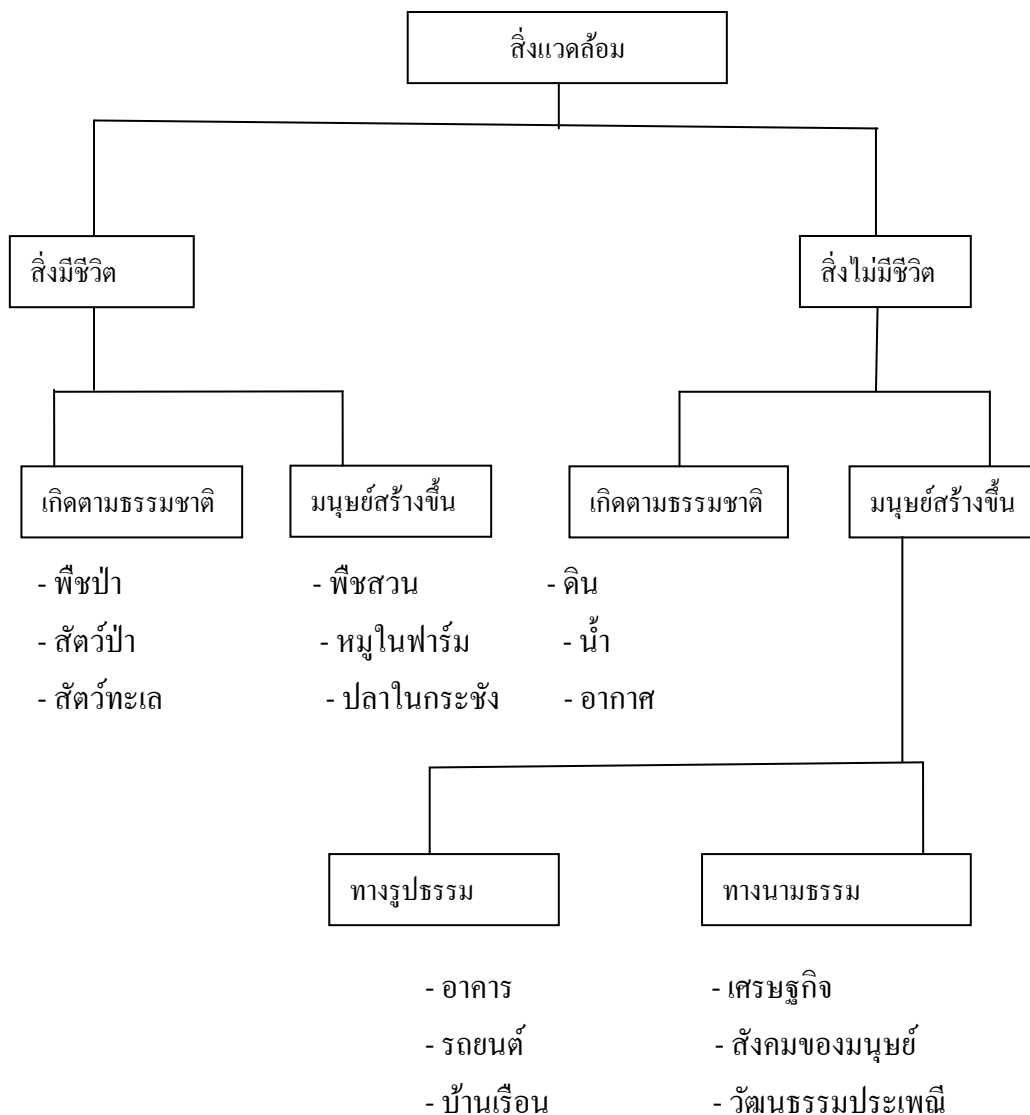 สิ่งแวดล้อม
สิ่งมีชีวิต
สิ่งไม่มีชีวิต
เกิดตามธรรมชาติ
มนุษย์สร้างขึ้น
เกิดตามธรรมชาติ
มนุษย์สร้างขึ้น
- พืชป่า
- พืชสวน
- ดิน
- สัตว์ป่า
- หมูในฟาร์ม
- น้ำ
- สัตว์ทะเล
- ปลาในกระชัง
- อากาศ
ทางรูปธรรม
ทางนามธรรม
- อาคาร
- เศรษฐกิจ
- รถยนต์
- สังคมของมนุษย์
- บ้านเรือน
- วัฒนธรรมประเพณี